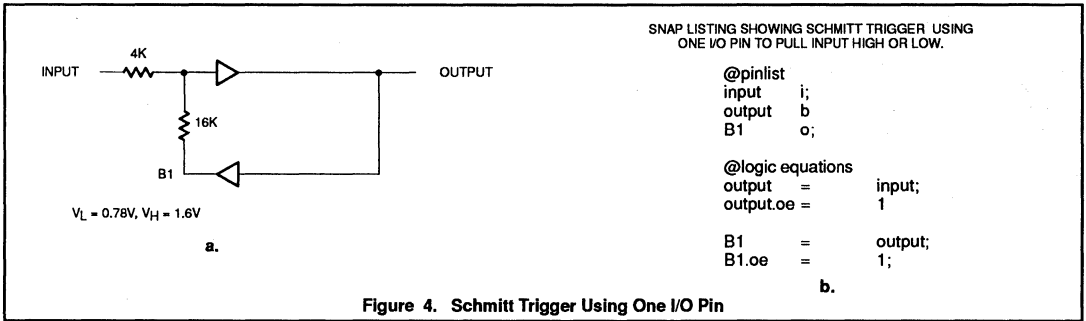 4K
INPUT
OUTPUT
16K
B1
VL = 0.78V, VH = 1.6V
a.
SNAP LISTING SHOWING SCHMITT TRIGGER USING
ONE I/O PIN TO PULL INPUT HIGH OR LOW.
@pinlist
input i;
output b
B1 o;
@logic equations
output = input;
output.oe = 1
B1 = output;
B1.oe = 1;
b.
Figure 4. Schmitt Trigger Using One I/O Pin